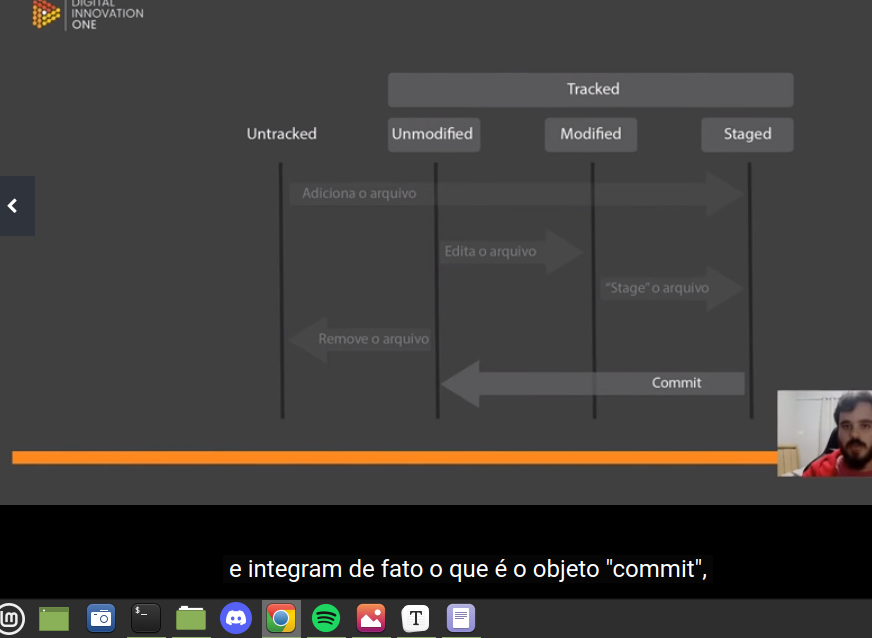 DIGITAL
INNOVATION
ONE
Tracked
Untracked
Unmodified
Modified
Staged
Adiciona o arquivo
Edita o arquivo
"Stage" o arquivo
Remove o arquivo
Commit
e integram de fato o que é o objeto "commit",
$_
T